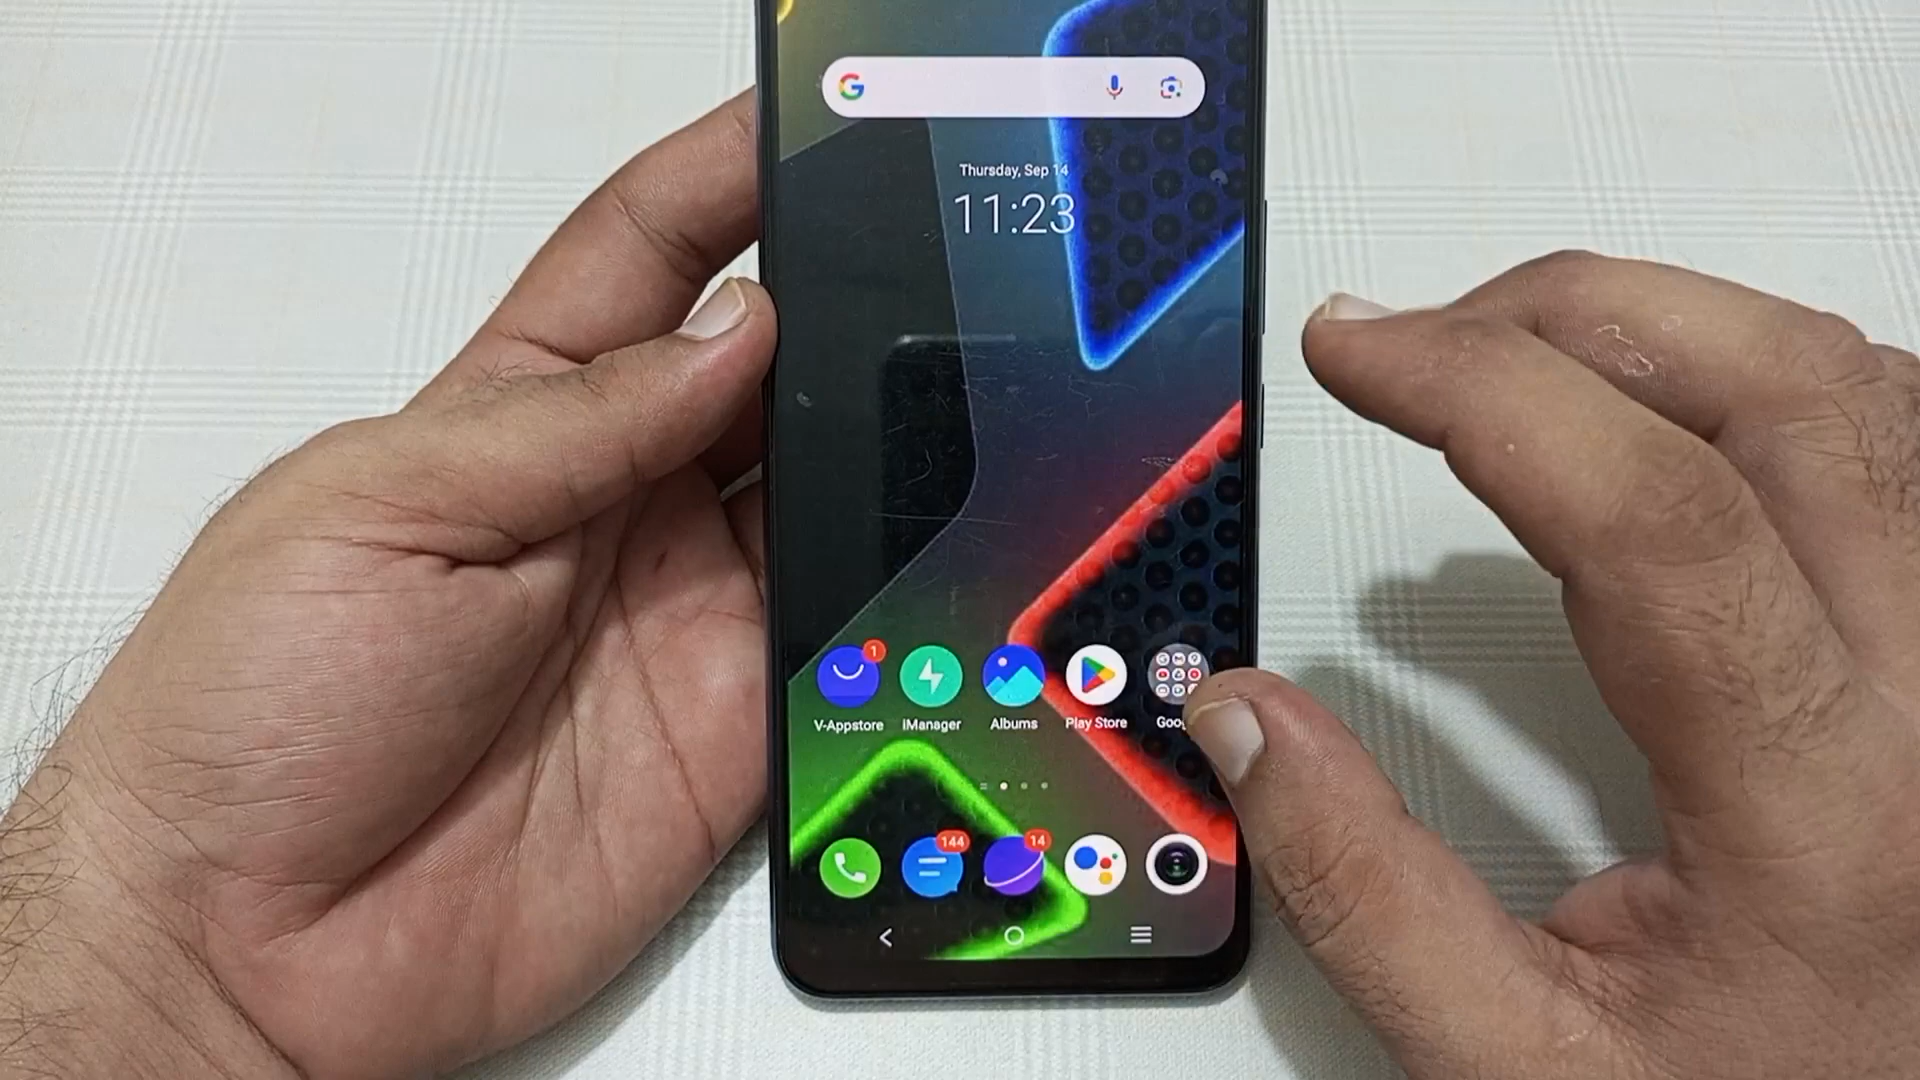 Thursday, Sep 14
11:23
1
V-Appstore iManager Albums Play Store
144 14